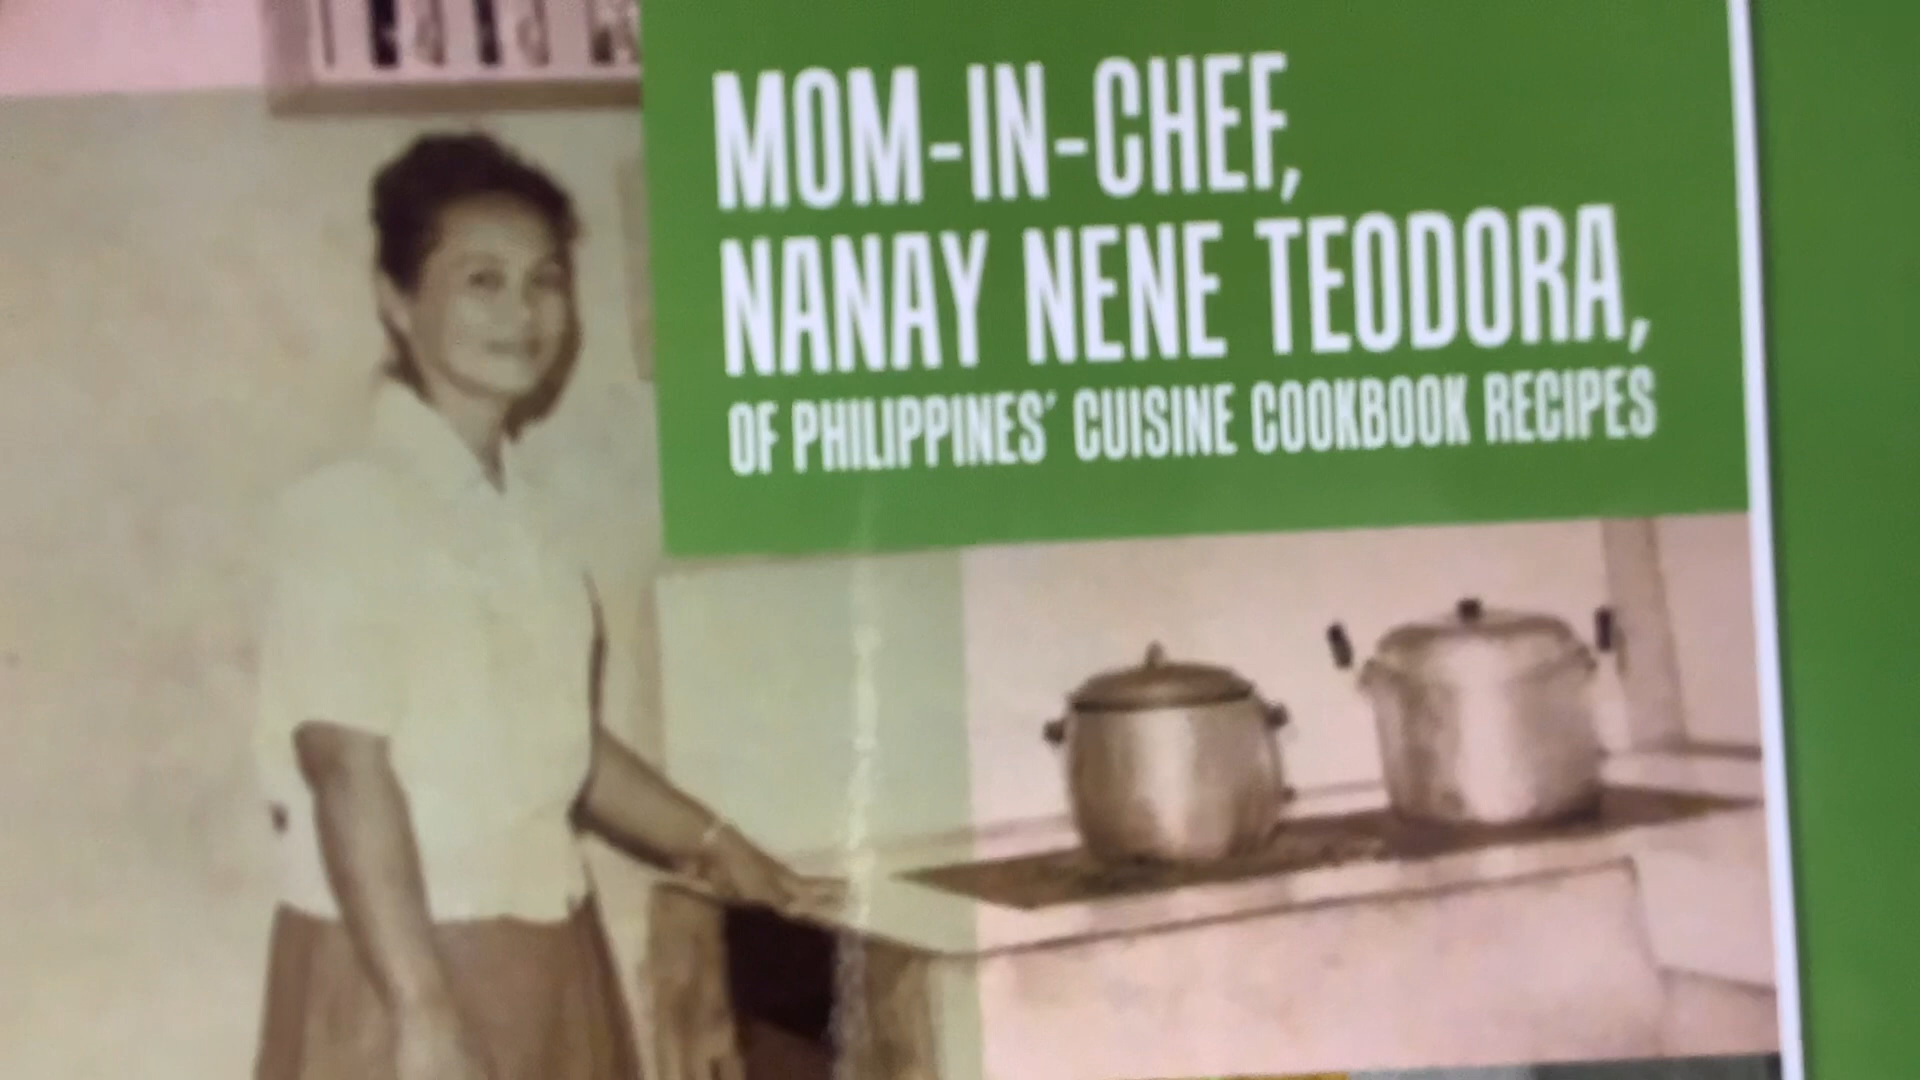 MOM-IN-CHEF,
NANAY NENE TEODORA,
OF PHILIPPINES' CUISINE COOKBOOK RECIPES